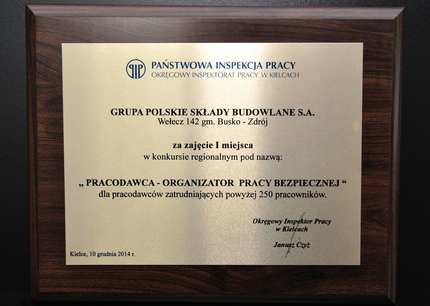 PAŃSTWOWA INSPEKCJA PRACY
OKRĘGOWY INSPEKTORAT PRACY W KIELCACH
GRUPA POLSKIE SKŁADY BUDOWLANE S.A.
Wełecz 142 gm. Busko - Zdrój
za zajęcie I miejsca
w konkursie regionalnym pod nazwą:
„ PRACODAWCA - ORGANIZATOR PRACY BEZPIECZNEJ “
dla pracodawców zatrudniających powyżej 250 pracowników.
Okręgowy Inspektor Pracy
w Kielcach
Janusz Czyż
Kielce, 10 grudnia 2014 r.